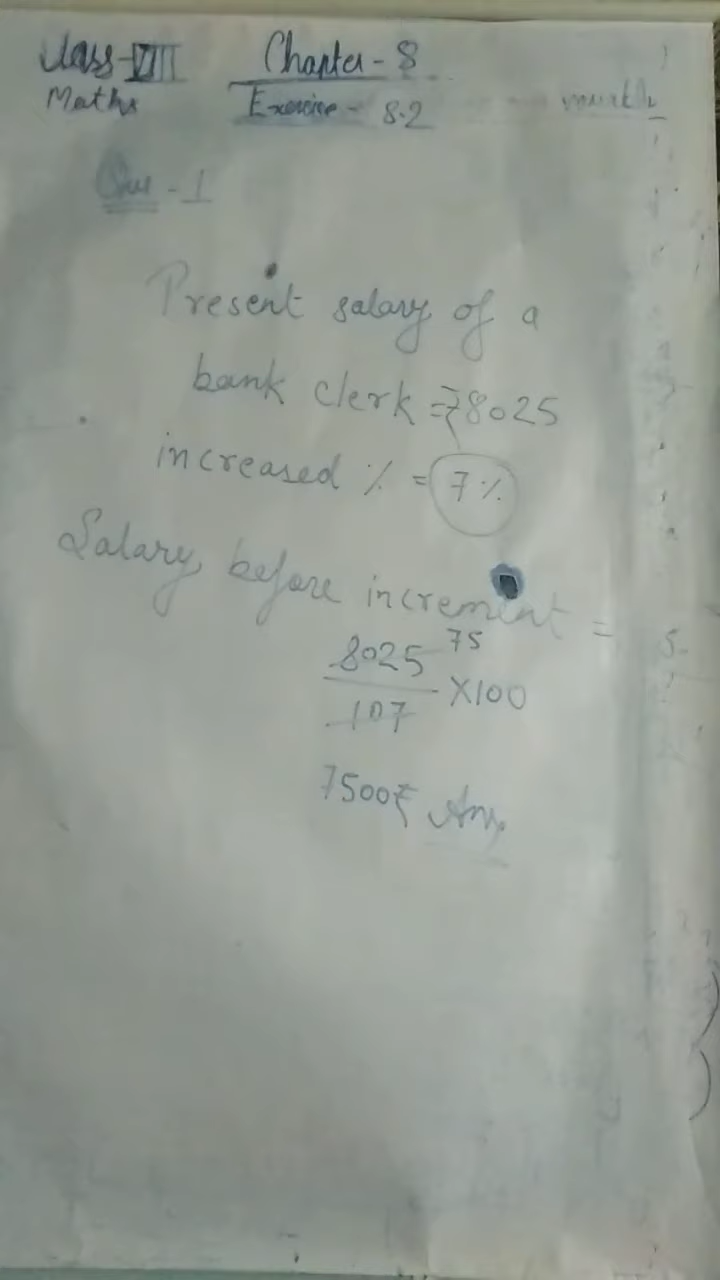 Class-VIII Chapter-8
Maths Exercise- 8.2
Que-1
Present salary of a
bank clerk =₹8025
increased % = 7%
Salary before increment =
8025 75
107 ×100
7500₹ Ans.